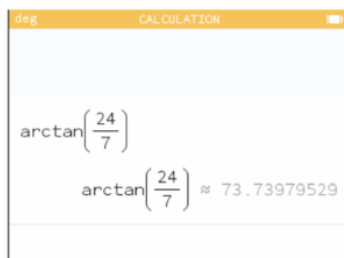 deg CALCULATION
arctan(24/7)
arctan(24/7) ≈ 73.73979529